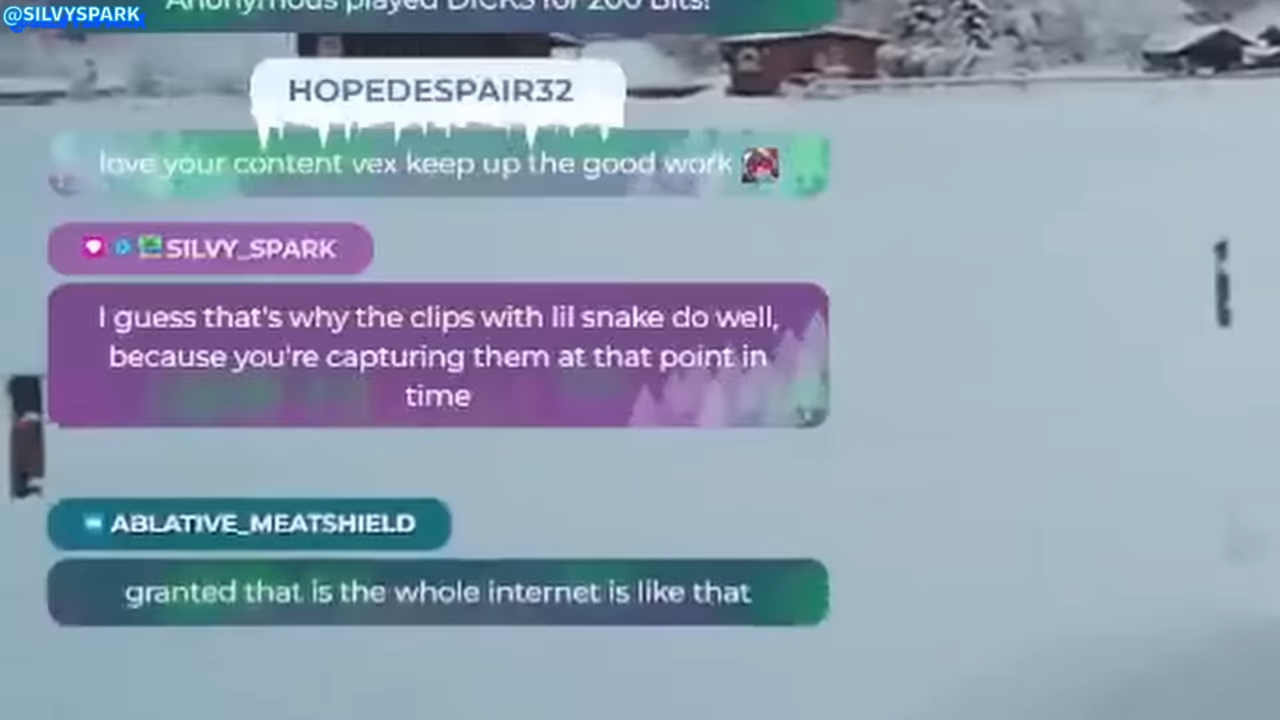 @SILVYSPARK
Anonymous played DICKS for 200 Bits!
HOPEDESPAIR32
love your content vex keep up the good work
SILVY_SPARK
I guess that's why the clips with lil snake do well,
because you're capturing them at that point in
time
ABLATIVE_MEATSHIELD
granted that is the whole internet is like that